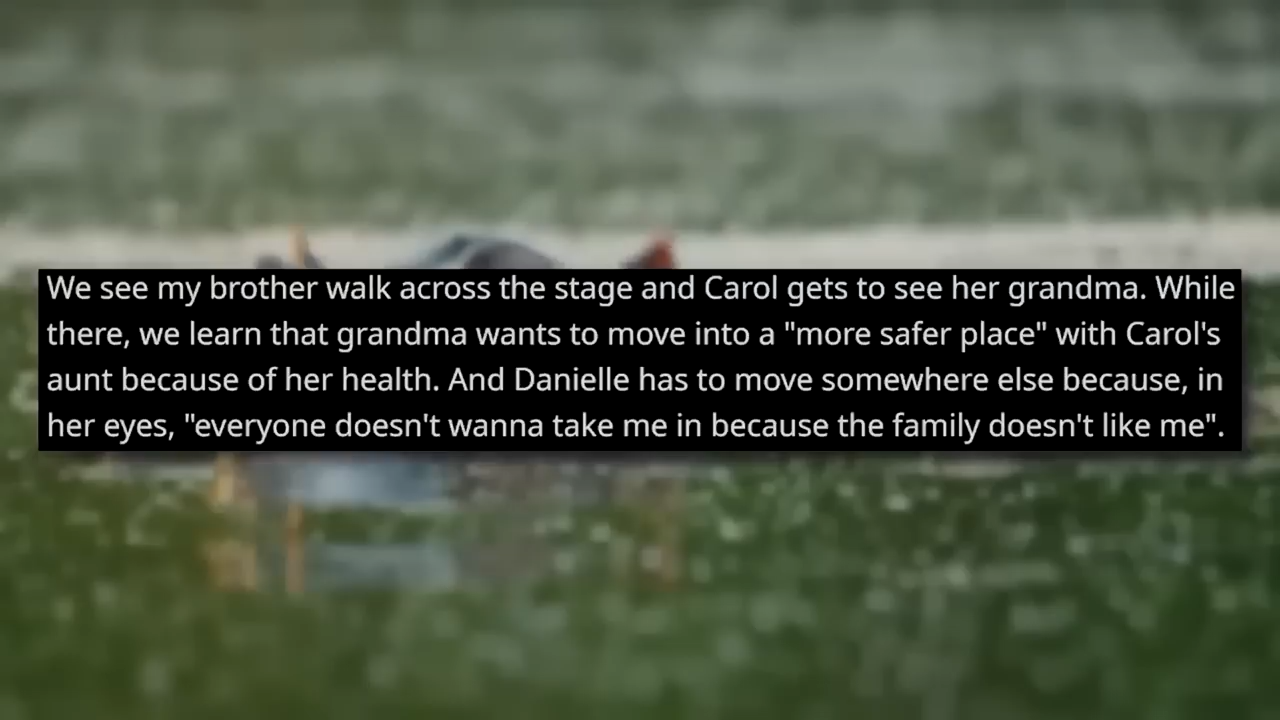 We see my brother walk across the stage and Carol gets to see her grandma. While
there, we learn that grandma wants to move into a "more safer place" with Carol's
aunt because of her health. And Danielle has to move somewhere else because, in
her eyes, "everyone doesn't wanna take me in because the family doesn't like me".